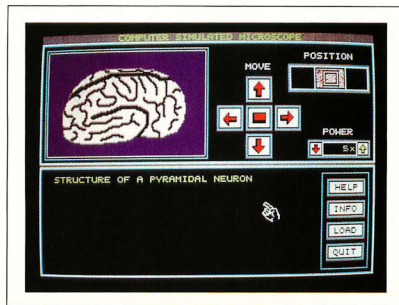 COMPUTER SIMULATED MICROSCOPE
MOVE
POSITION
POWER
5x
STRUCTURE OF A PYRAMIDAL NEURON
HELP
INFO
LOAD
QUIT